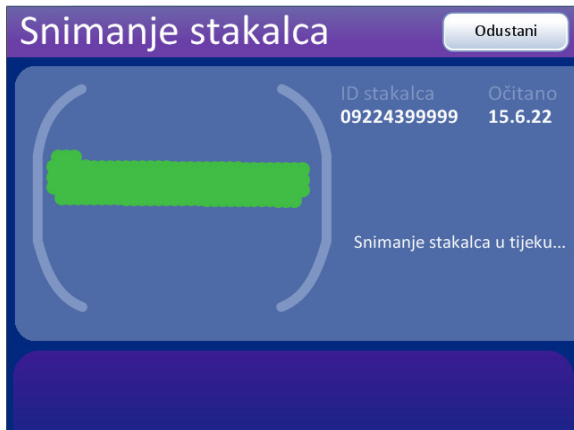 Snimanje stakalca
Odustani
ID stakalca
Očitano
09224399999
15.6.22
Snimanje stakalca u tijeku...